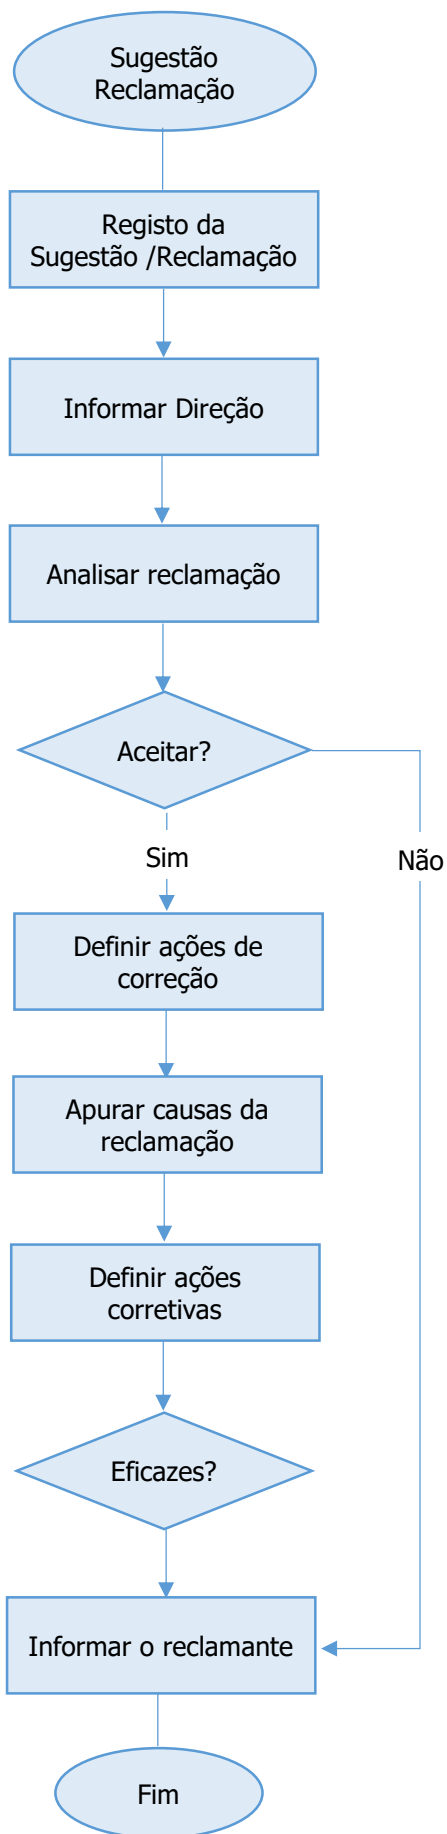 Sugestão
Reclamação
Registo da
Sugestão /Reclamação
Informar Direção
Analisar reclamação
Aceitar?
Sim
Não
Definir ações de
correção
Apurar causas da
reclamação
Definir ações
corretivas
Eficazes?
Informar o reclamante
Fim